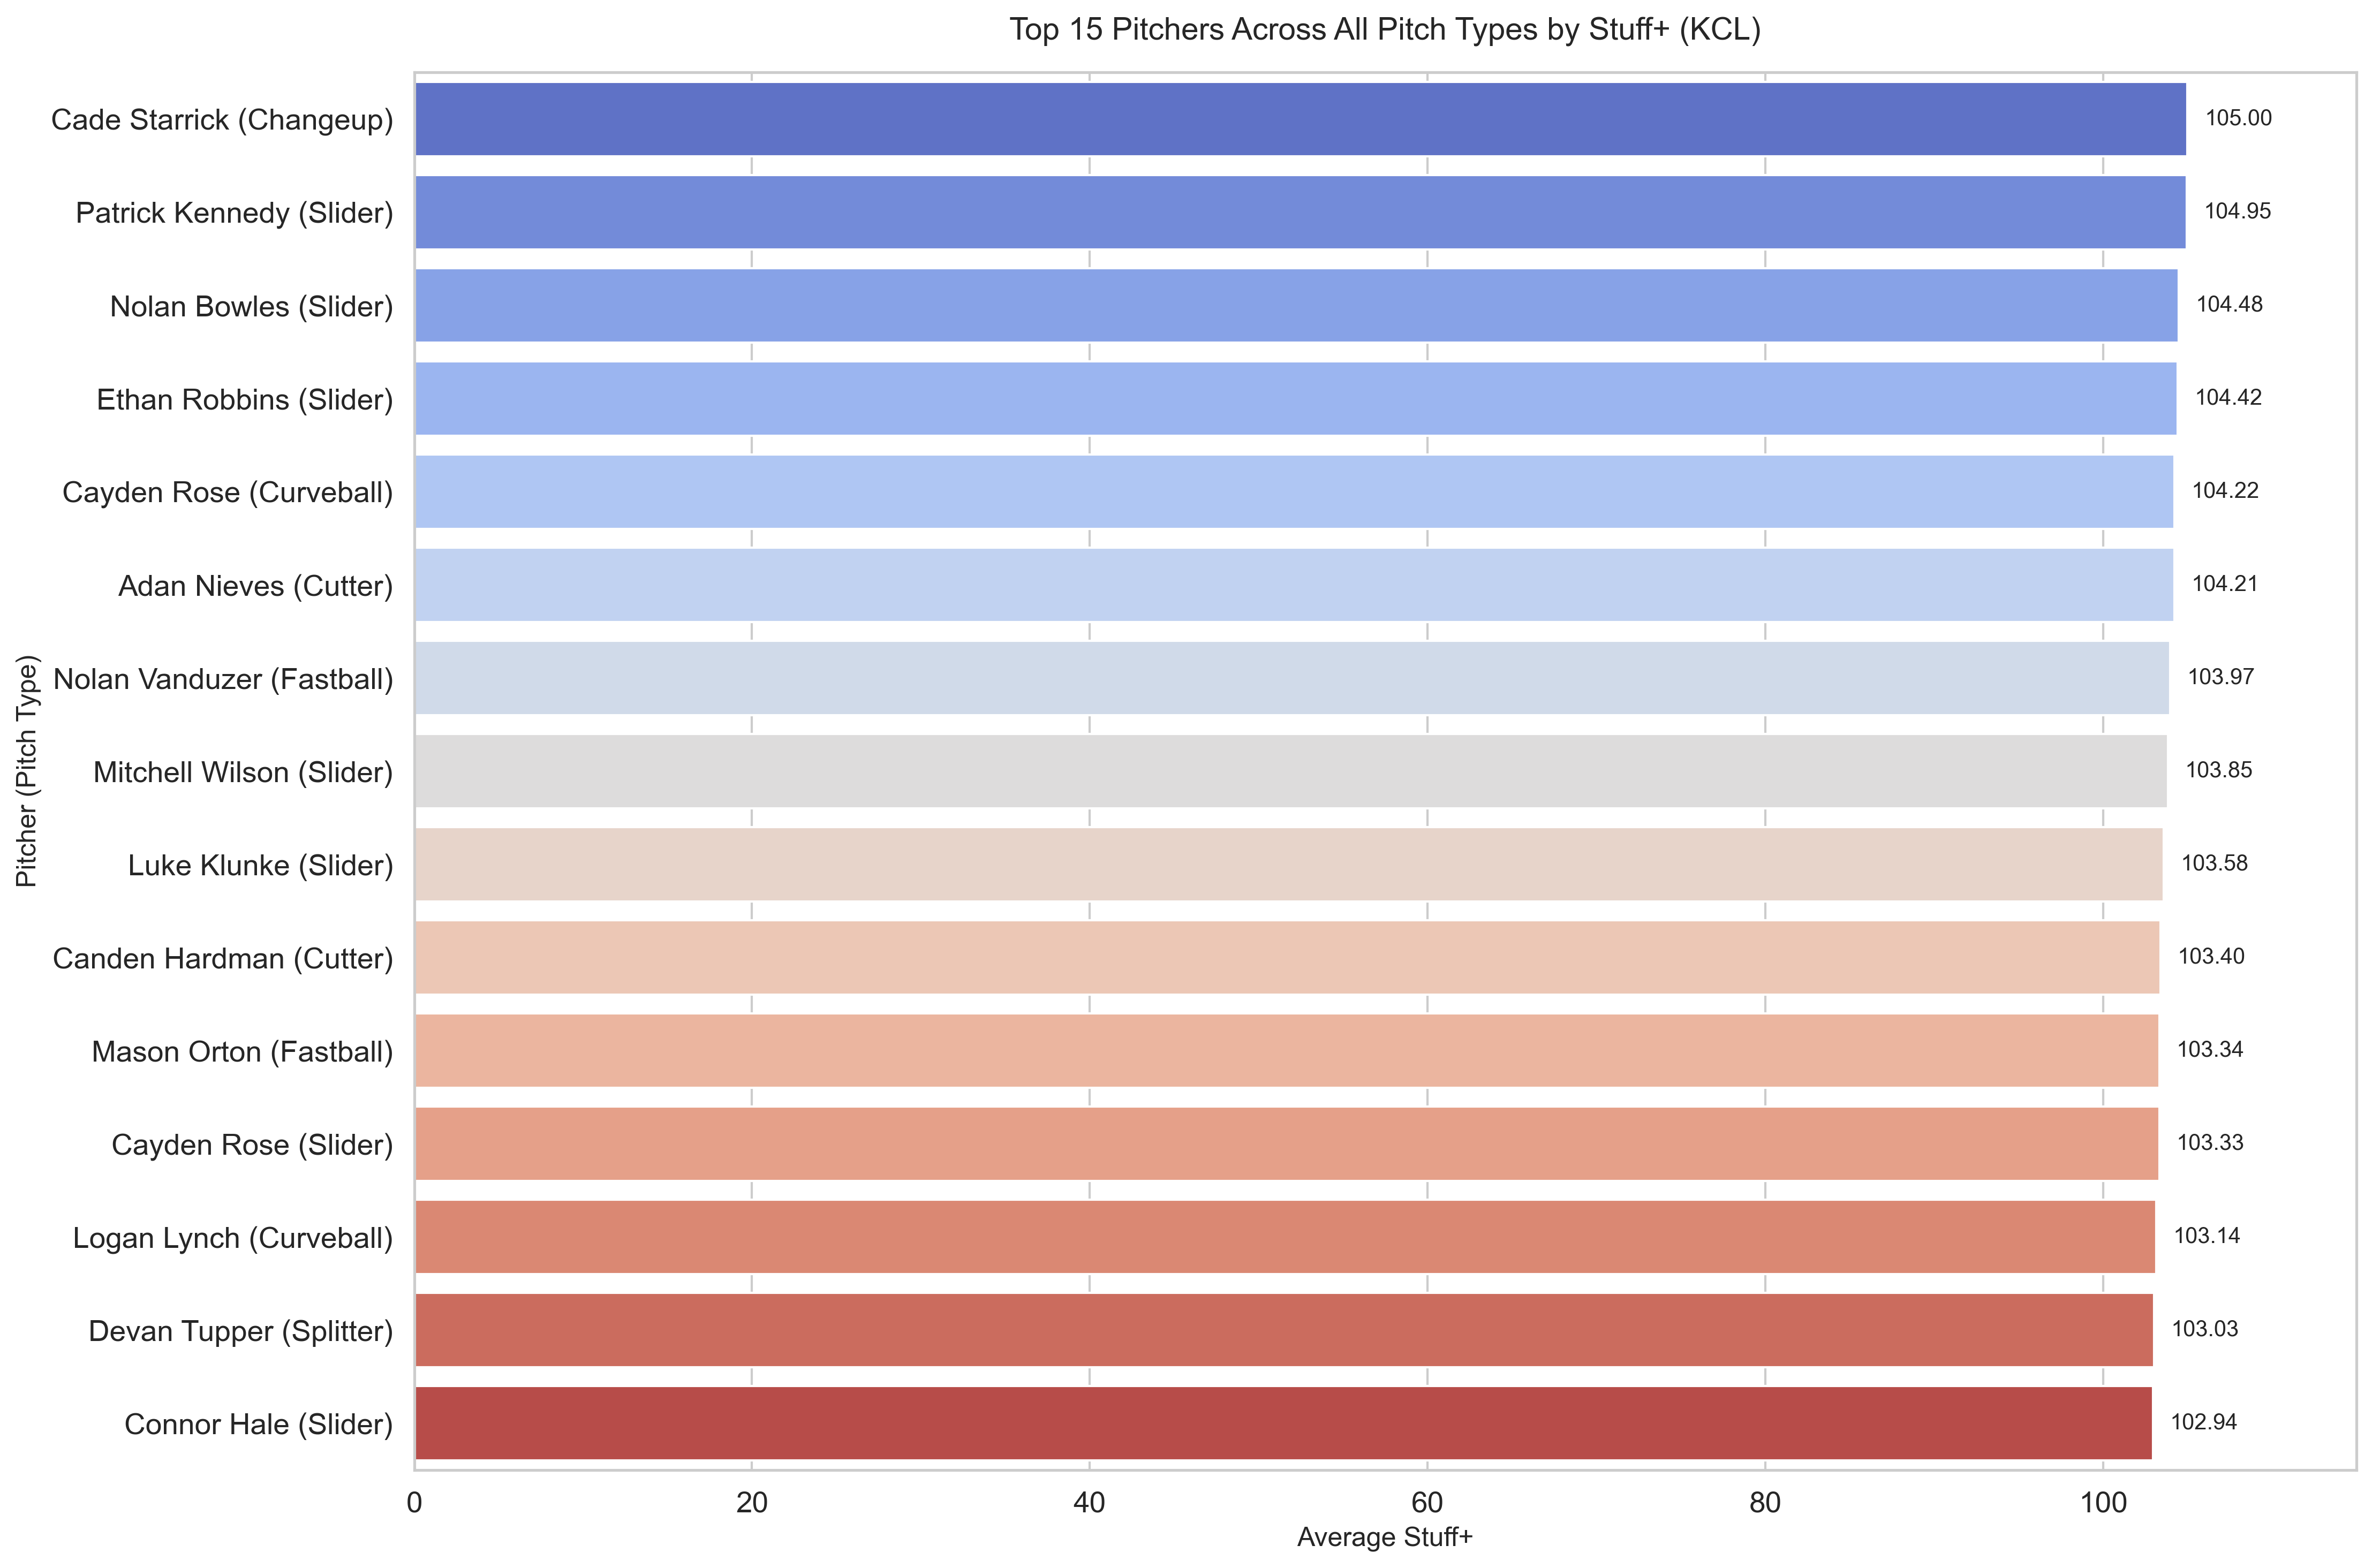 Top 15 Pitchers Across All Pitch Types by Stuff+ (KCL)
Pitcher (Pitch Type)
Cade Starrick (Changeup) 105.00
Patrick Kennedy (Slider) 104.95
Nolan Bowles (Slider) 104.48
Ethan Robbins (Slider) 104.42
Cayden Rose (Curveball) 104.22
Adan Nieves (Cutter) 104.21
Nolan Vanduzer (Fastball) 103.97
Mitchell Wilson (Slider) 103.85
Luke Klunke (Slider) 103.58
Canden Hardman (Cutter) 103.40
Mason Orton (Fastball) 103.34
Cayden Rose (Slider) 103.33
Logan Lynch (Curveball) 103.14
Devan Tupper (Splitter) 103.03
Connor Hale (Slider) 102.94
0 20 40 60 80 100
Average Stuff+